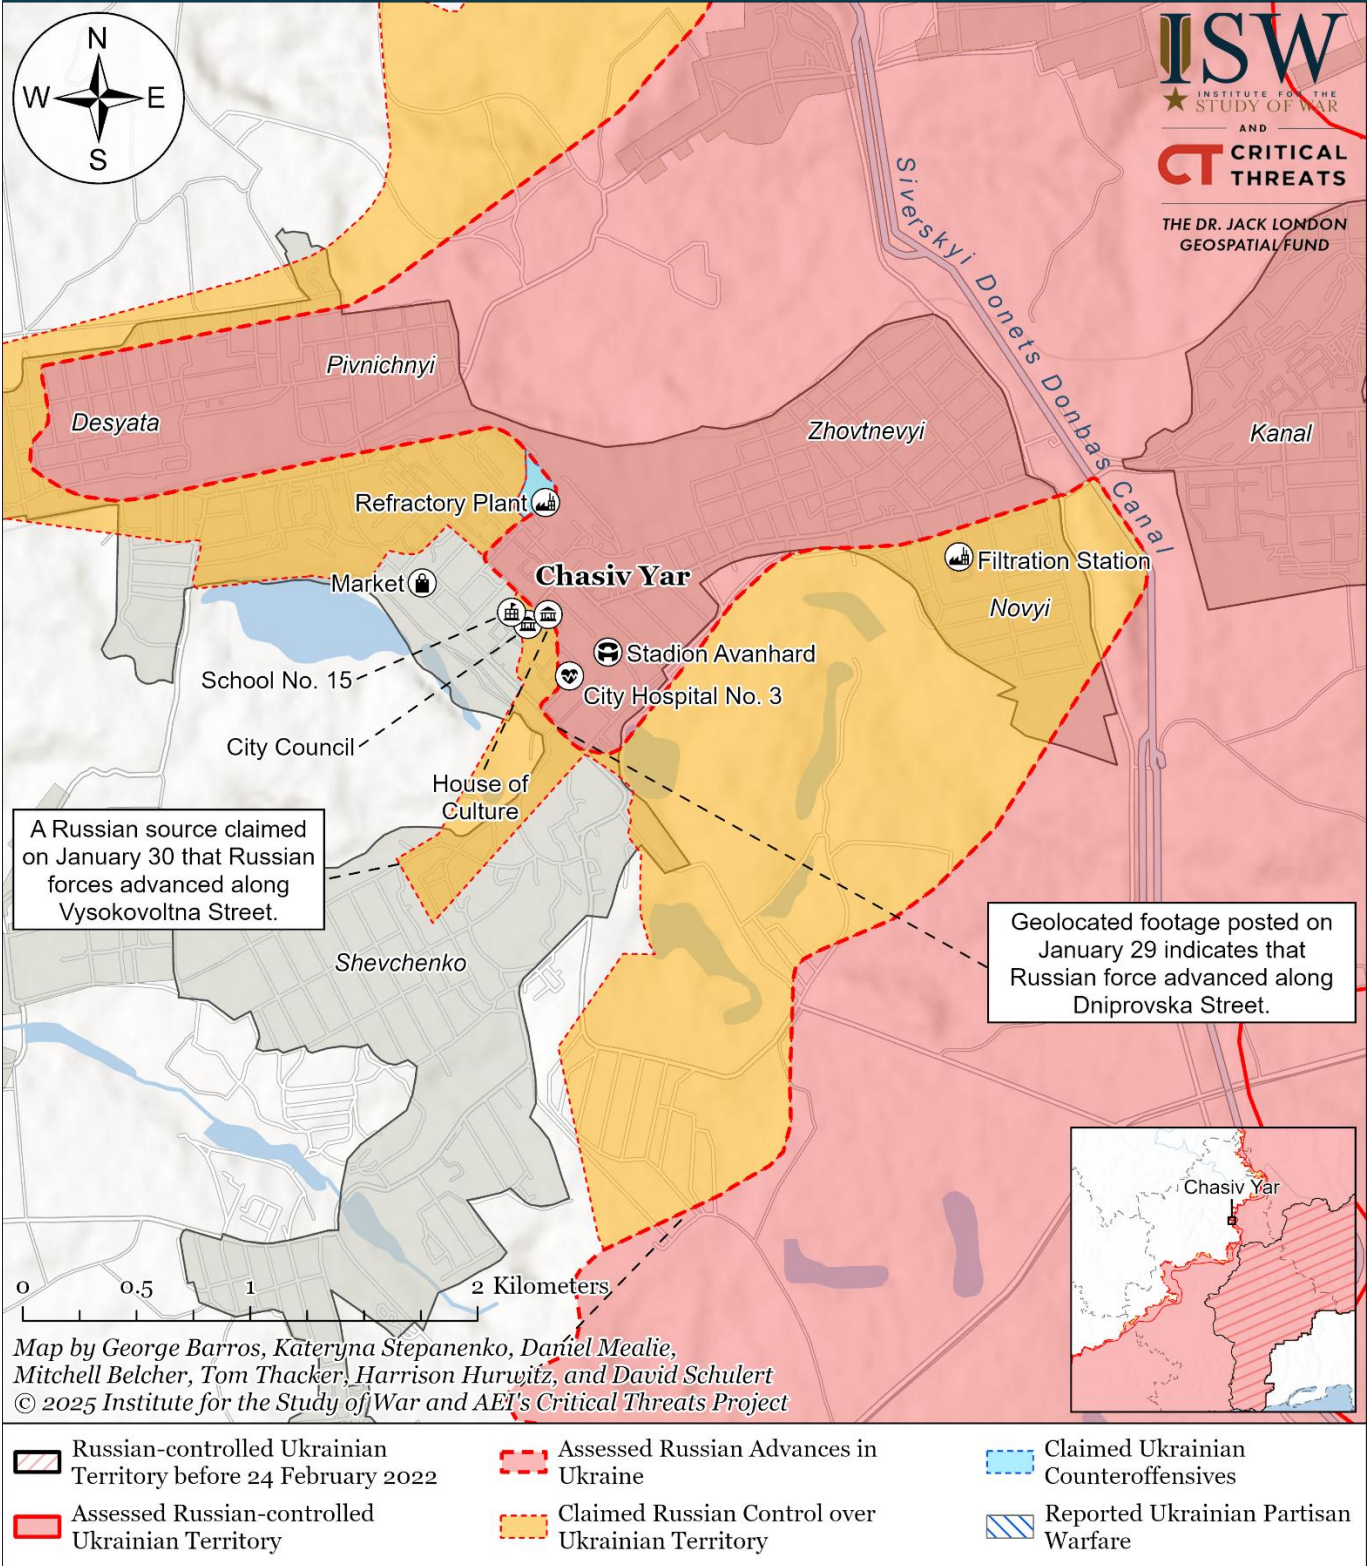 N
W
E
S
ISW
INSTITUTE FOR THE
STUDY OF WAR
AND
CT CRITICAL
THREATS
THE DR. JACK LONDON
GEOSPATIAL FUND
Siverskyi Donets Donbas Canal
Pivnichnyi
Desyata
Zhovtnevyi
Kanal
Refractory Plant
Filtration Station
Market
Chasiv Yar
Novyi
School No. 15
Stadion Avanhard
City Hospital No. 3
City Council
House of
Culture
A Russian source claimed
on January 30 that Russian
forces advanced along
Vysokovoltna Street.
Geolocated footage posted on
January 29 indicates that
Russian force advanced along
Dniprovska Street.
Shevchenko
Chasiv Yar
0 0.5 1 2 Kilometers
Map by George Barros, Kateryna Stepanenko, Daniel Mealie,
Mitchell Belcher, Tom Thacker, Harrison Hurwitz, and David Schulert
© 2025 Institute for the Study of War and AEI's Critical Threats Project
Russian-controlled Ukrainian
Territory before 24 February 2022
Assessed Russian-controlled
Ukrainian Territory
Assessed Russian Advances in
Ukraine
Claimed Russian Control over
Ukrainian Territory
Claimed Ukrainian
Counteroffensives
Reported Ukrainian Partisan
Warfare